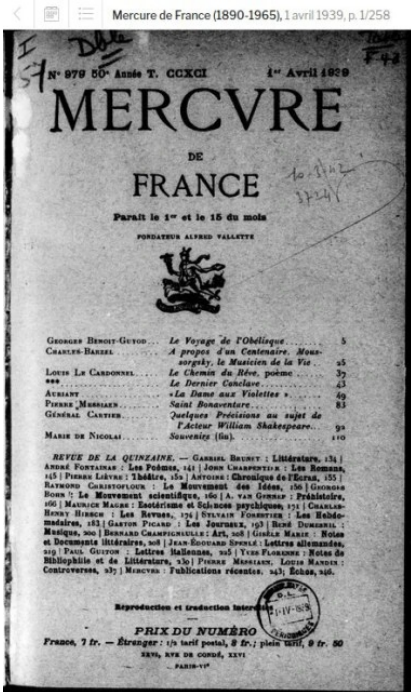 Mercure de France (1890-1965), 1 avril 1939, p. 1/258
I
57
Dble
N° 979 50e Année T. CCXCI 1er Avril 1939
MERCVRE
DE
FRANCE
Paraît le 1er et le 15 du mois
FONDATEUR ALFRED VALLETTE
GEORGES BENOIT-GUYOD... Le Voyage de l'Obélisque....... 5
CHARLES-BARZEL......... A propos d'un Centenaire. Mous-
sorgsky, le Musicien de la Vie.. 25
LOUIS LE CARDONNEL.... Le Chemin du Rêve, poème... 37
***.................... Le Dernier Conclave.......... 43
AURIANT................ « La Dame aux Violettes »...... 49
PIERRE MESSIAEN........ Saint Bonaventure............ 83
GÉNÉRAL CARTIER........ Quelques Précisions au sujet de
l'Acteur William Shakespeare.. 92
MARIE DE NICOLAI....... Souvenirs (fin)............... 110
REVUE DE LA QUINZAINE. — GABRIEL BRUNET : Littérature, 134 |
ANDRÉ FONTAINAS : Les Poèmes, 141 | JOHN CHARPENTIER : Les Romans,
146 | PIERRE LIÈVRE : Théâtre, 152 | ANTOINE : Chronique de l'Ecran, 155 |
RAYMOND CHRISTOFLOUR : Le Mouvement des Idées, 156 | GEORGES
BOHN : Le Mouvement scientifique, 160 | A. VAN GENNEP : Préhistoire,
166 | MAURICE MAGRE : Esotérisme et Sciences psychiques, 171 | CHARLES-
HENRY HIRSCH : Les Revues, 174 | SYLVAIN FORESTIER : Les Hebdo-
madaires, 183 | GASTON PICARD : Les Journaux, 193 | RENÉ DUMESNIL :
Musique, 200 | BERNARD CHAMPIGNEULLE : Art, 208 | GISÈLE MARIE : Notes
et Documents littéraires, 208 | JEAN-ÉDOUARD SPENLÉ : Lettres allemandes,
219 | PAUL GUITON : Lettres italiennes, 225 | YVES FLORENNE : Notes de
Bibliophilie et de Littérature, 230 | PIERRE MESSIAEN, LOUIS MANDIN :
Controverses, 237 | MERCVRE : Publications récentes, 243; Échos, 246.
Reproduction et traduction interdites
PRIX DU NUMÉRO
France, 7 fr. — Étranger : 1/2 tarif postal, 8 fr.; plein tarif, 9 fr. 50
XXVI, RVE DE CONDÉ, XXVI
PARIS-VIe